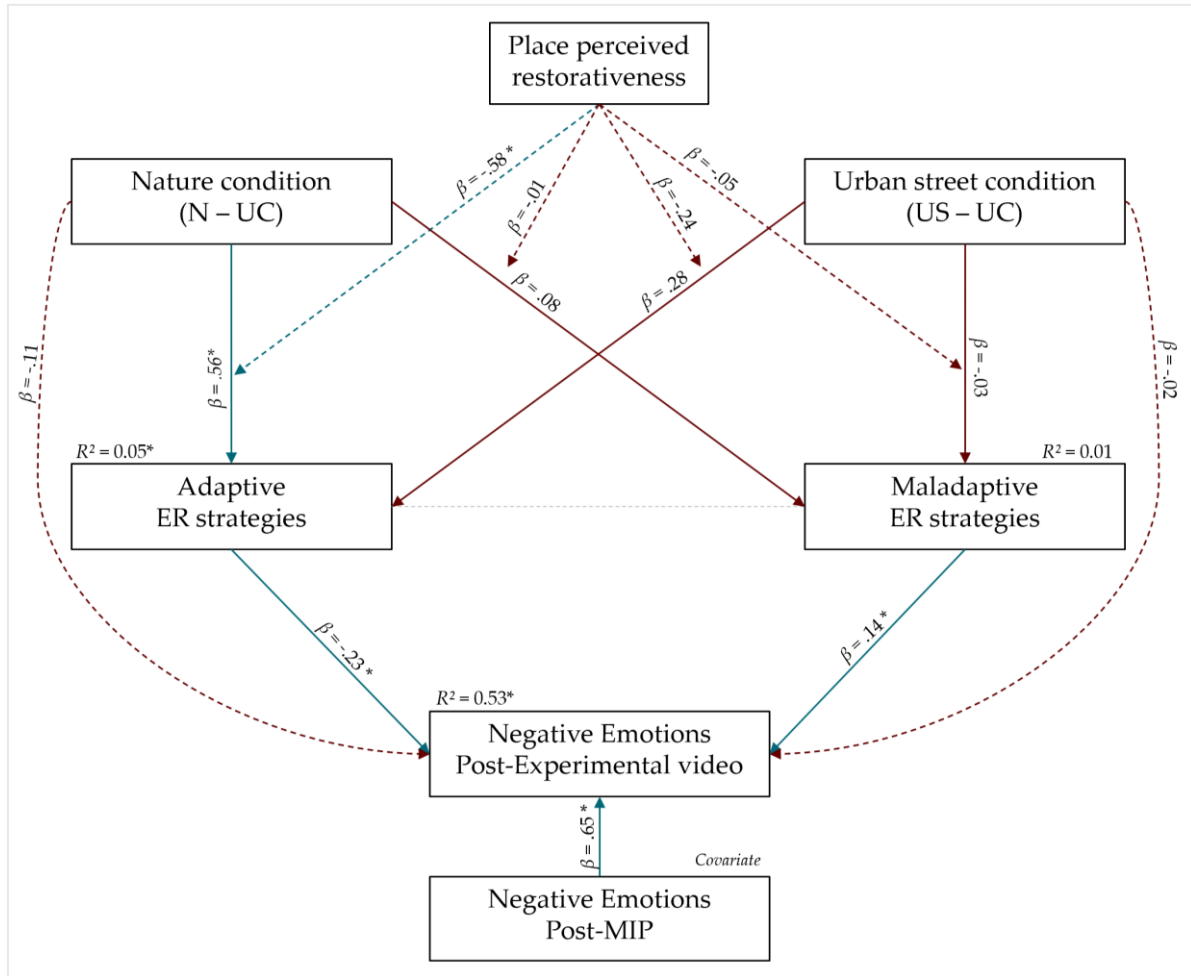 Place perceived
restorativeness
Nature condition
(N – UC)
Urban street condition
(US – UC)
β = -.58 *
β = -.01
β = -.24
β = -.05
β = .08
β = .28
β = -.11
β = .56*
β = -.03
β = -.02
R² = 0.05*
R² = 0.01
Adaptive
ER strategies
Maladaptive
ER strategies
β = -.23 *
β = .14 *
R² = 0.53*
Negative Emotions
Post-Experimental video
β = .65 *
Covariate
Negative Emotions
Post-MIP